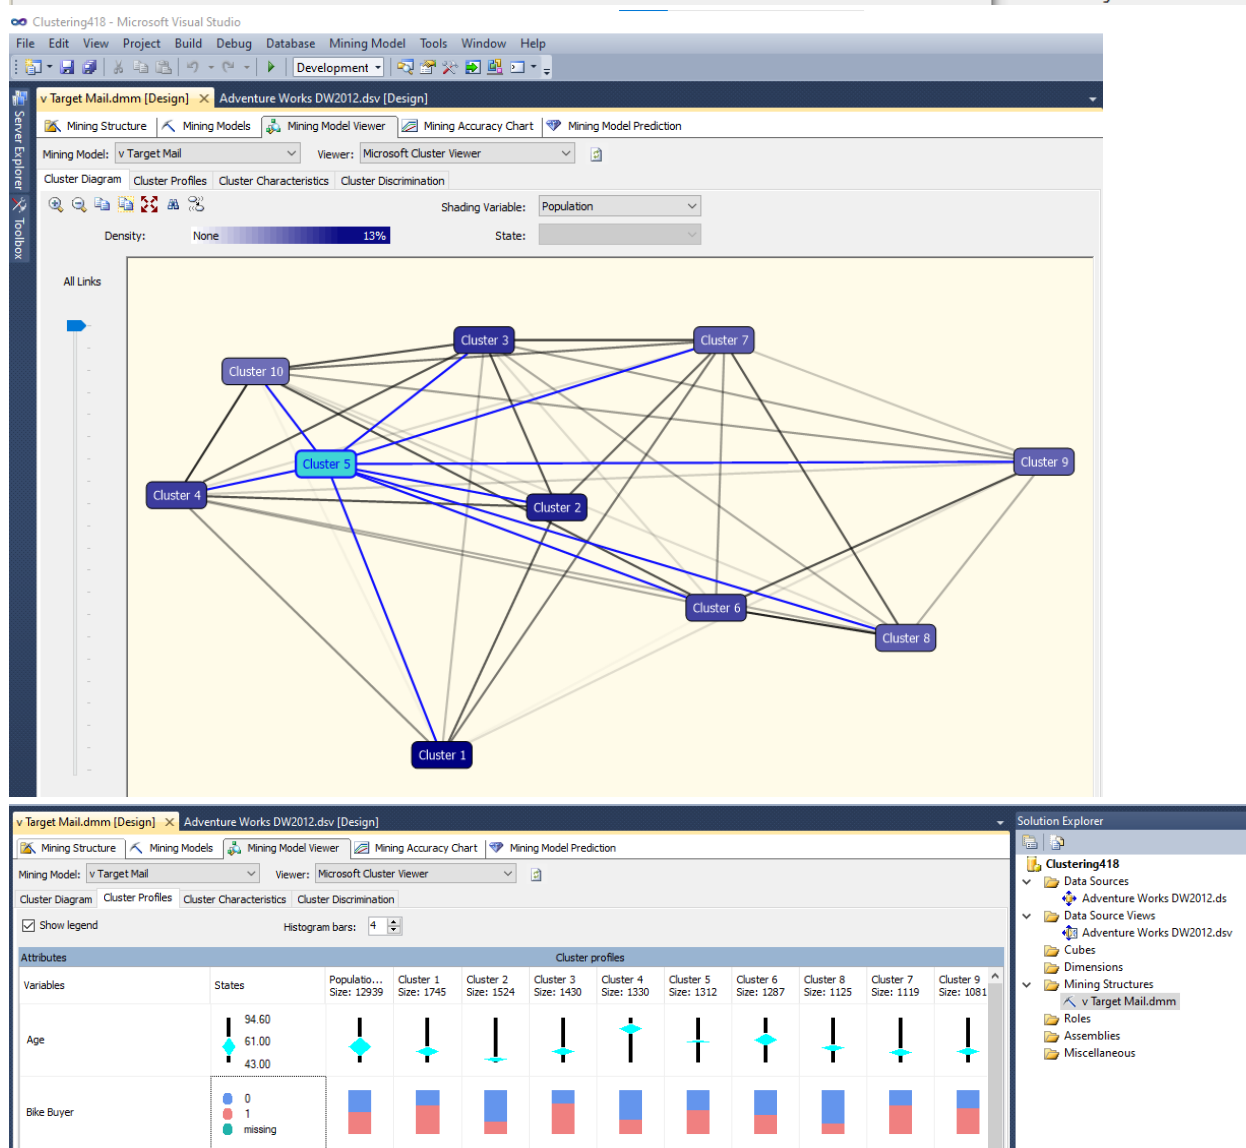 Clustering418 - Microsoft Visual Studio
File Edit View Project Build Debug Database Mining Model Tools Window Help
Development
v Target Mail.dmm [Design] Adventure Works DW2012.dsv [Design]
Server Explorer
Toolbox
Mining Structure Mining Models Mining Model Viewer Mining Accuracy Chart Mining Model Prediction
Mining Model: v Target Mail Viewer: Microsoft Cluster Viewer
Cluster Diagram Cluster Profiles Cluster Characteristics Cluster Discrimination
Shading Variable: Population
Density: None 13% State:
All Links
Cluster 3
Cluster 7
Cluster 10
Cluster 5
Cluster 9
Cluster 4
Cluster 2
Cluster 6
Cluster 8
Cluster 1
v Target Mail.dmm [Design] Adventure Works DW2012.dsv [Design]
Mining Structure Mining Models Mining Model Viewer Mining Accuracy Chart Mining Model Prediction
Mining Model: v Target Mail Viewer: Microsoft Cluster Viewer
Cluster Diagram Cluster Profiles Cluster Characteristics Cluster Discrimination
Show legend Histogram bars: 4
Attributes Cluster profiles
Variables States Populatio... Cluster 1 Cluster 2 Cluster 3 Cluster 4 Cluster 5 Cluster 6 Cluster 8 Cluster 7 Cluster 9
Size: 12939 Size: 1745 Size: 1524 Size: 1430 Size: 1330 Size: 1312 Size: 1287 Size: 1125 Size: 1119 Size: 1081
94.60
Age 61.00
43.00
0
Bike Buyer 1
missing
Solution Explorer
Clustering418
Data Sources
Adventure Works DW2012.ds
Data Source Views
Adventure Works DW2012.dsv
Cubes
Dimensions
Mining Structures
v Target Mail.dmm
Roles
Assemblies
Miscellaneous